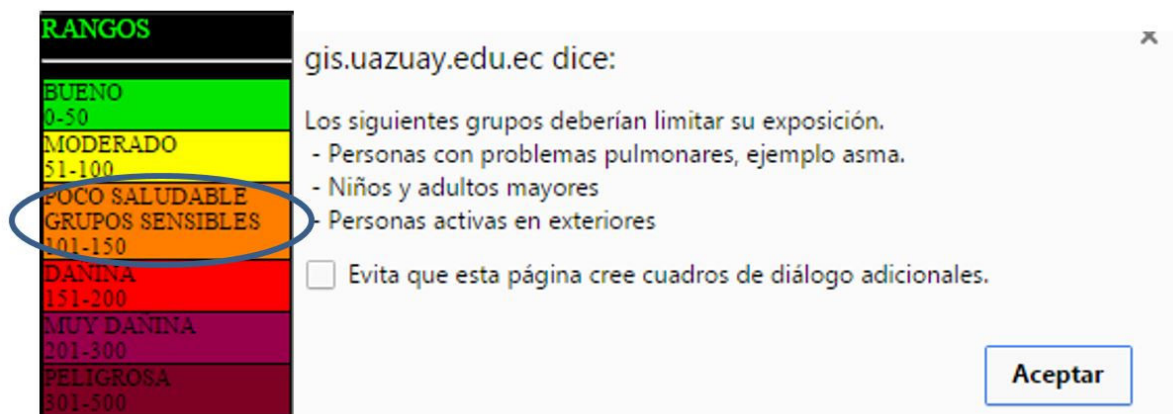 RANGOS
BUENO
0-50
MODERADO
51-100
POCO SALUDABLE
GRUPOS SENSIBLES
101-150
DAÑINA
151-200
MUY DAÑINA
201-300
PELIGROSA
301-500
gis.uazuay.edu.ec dice:
Los siguientes grupos deberían limitar su exposición.
- Personas con problemas pulmonares, ejemplo asma.
- Niños y adultos mayores
- Personas activas en exteriores
Evita que esta página cree cuadros de diálogo adicionales.
Aceptar